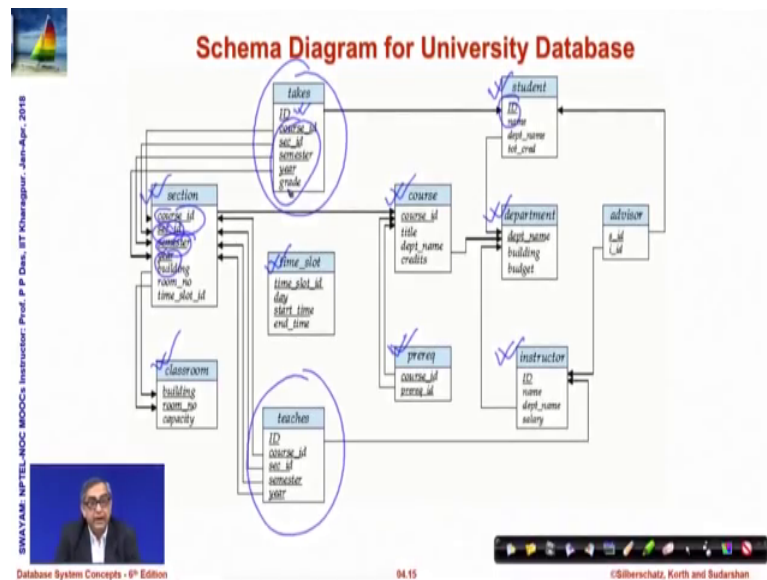 Schema Diagram for University Database
SWAYAM: NPTEL-NOC MOOCs Instructor: Prof. P P Das, IIT Kharagpur. Jan-Apr, 2018
takes
ID
course_id
sec_id
semester
year
grade
student
ID
name
dept_name
tot_cred
section
course_id
sec_id
semester
year
building
room_no
time_slot_id
course
course_id
title
dept_name
credits
department
dept_name
building
budget
advisor
s_id
i_id
time_slot
time_slot_id
day
start_time
end_time
classroom
building
room_no
capacity
prereq
course_id
prereq_id
instructor
ID
name
dept_name
salary
teaches
ID
course_id
sec_id
semester
year
Database System Concepts - 6th Edition
04.15
©Silberschatz, Korth and Sudarshan